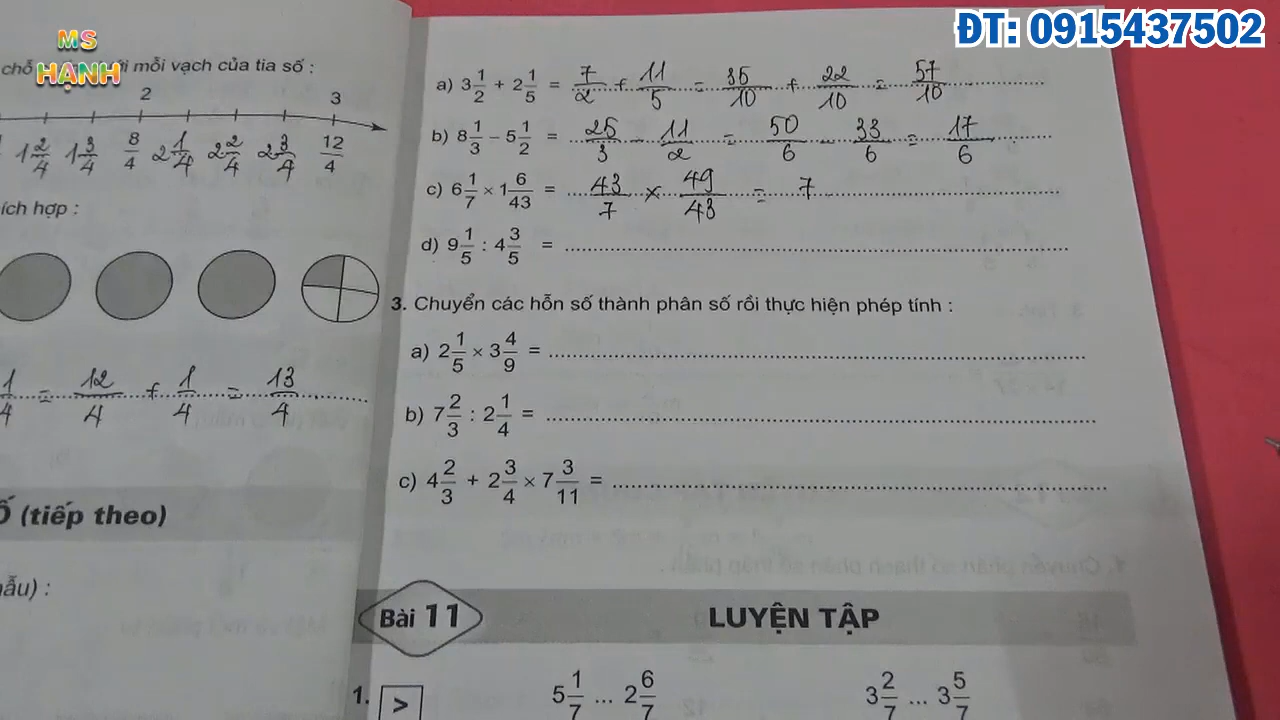 MS HẠNH
ĐT: 0915437502
chỗ ... mỗi vạch của tia số :
2 3
1 2/4 1 3/4 8/4 2 1/4 2 2/4 2 3/4 12/4
ích hợp :
1/4 = 12/4 + 1/4 = 13/4
Ố (tiếp theo)
ẫu) :
a) 3 1/2 + 2 1/5 = 7/2 + 11/5 = 35/10 + 22/10 = 57/10
b) 8 1/3 – 5 1/2 = 25/3 - 11/2 = 50/6 - 33/6 = 17/6
c) 6 1/7 × 1 6/43 = 43/7 × 49/43 = 7
d) 9 1/5 : 4 3/5 =
3. Chuyển các hỗn số thành phân số rồi thực hiện phép tính :
a) 2 1/5 × 3 4/9 =
b) 7 2/3 : 2 1/4 =
c) 4 2/3 + 2 3/4 × 7 3/11 =
Bài 11 LUYỆN TẬP
1. > 5 1/7 ... 2 6/7 3 2/7 ... 3 5/7